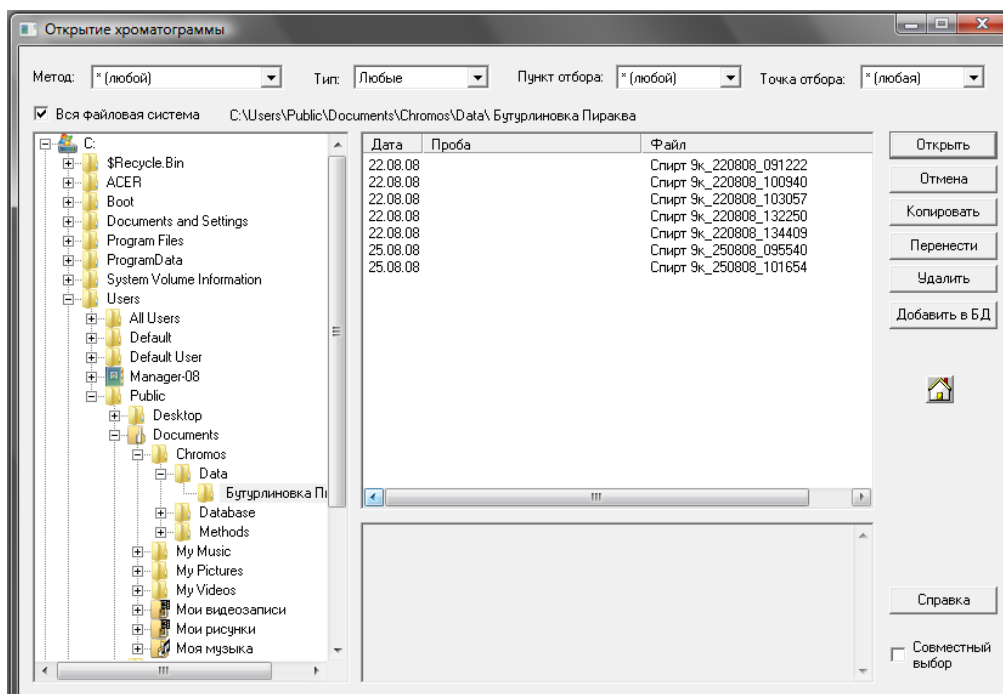 Открытие хроматограммы
Метод: * (любой) Тип: Любые Пункт отбора: * (любой) Точка отбора: * (любая)
Вся файловая система C:\Users\Public\Documents\Chromos\Data\ Бутурлиновка Пираква
C:
$Recycle.Bin
ACER
Boot
Documents and Settings
Program Files
ProgramData
System Volume Information
Users
All Users
Default
Default User
Manager-08
Public
Desktop
Documents
Chromos
Data
Бутурлиновка Пи
Database
Methods
My Music
My Pictures
My Videos
Мои видеозаписи
Мои рисунки
Моя музыка
Дата Проба Файл
22.08.08 Спирт 9к_220808_091222
22.08.08 Спирт 9к_220808_100940
22.08.08 Спирт 9к_220808_103057
22.08.08 Спирт 9к_220808_132250
22.08.08 Спирт 9к_220808_134409
25.08.08 Спирт 9к_250808_095540
25.08.08 Спирт 9к_250808_101654
Открыть
Отмена
Копировать
Перенести
Удалить
Добавить в БД
Справка
Совместный
выбор